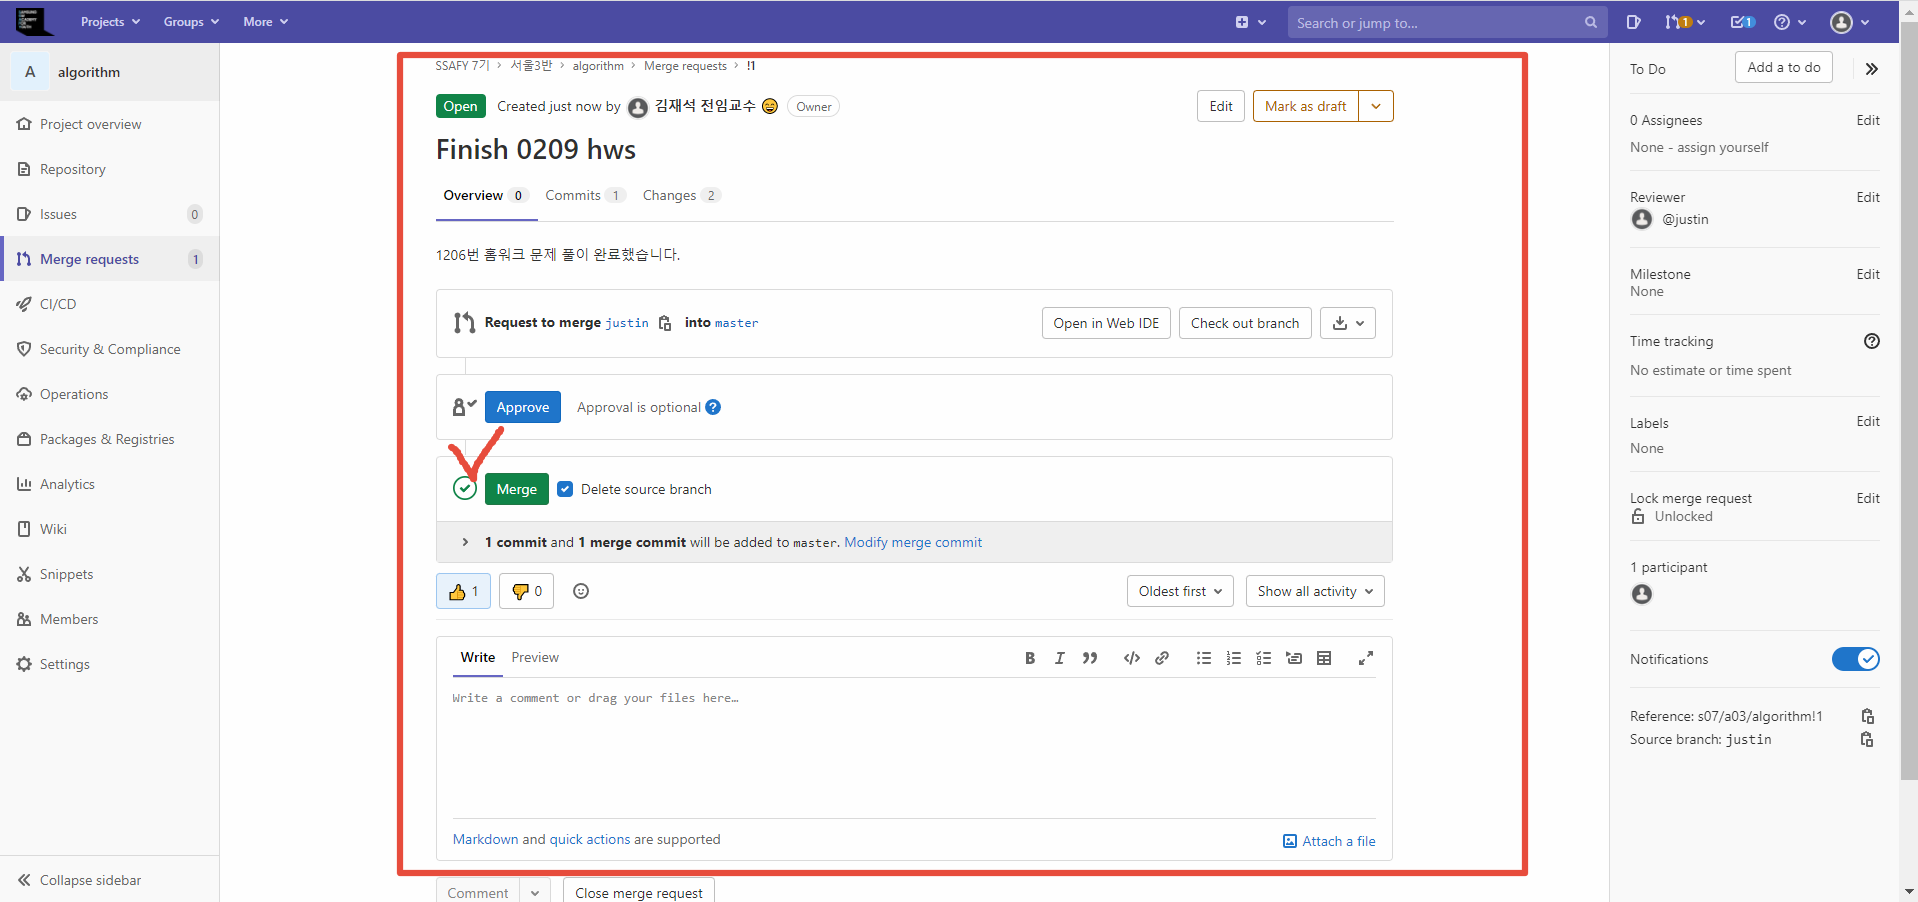 Projects Groups More
Search or jump to... 1 1
A algorithm
Project overview
Repository
Issues 0
Merge requests 1
CI/CD
Security & Compliance
Operations
Packages & Registries
Analytics
Wiki
Snippets
Members
Settings
Collapse sidebar
SSAFY 7기 > 서울3반 > algorithm > Merge requests > !1
Open Created just now by 김재석 전임교수 😄 Owner
Edit Mark as draft
Finish 0209 hws
Overview 0 Commits 1 Changes 2
1206번 홈워크 문제 풀이 완료했습니다.
Request to merge justin into master
Open in Web IDE Check out branch
Approve Approval is optional
Merge Delete source branch
1 commit and 1 merge commit will be added to master. Modify merge commit
👍 1 👎 0
Oldest first Show all activity
Write Preview
Write a comment or drag your files here…
Markdown and quick actions are supported
Attach a file
Comment Close merge request
To Do Add a to do
0 Assignees Edit
None - assign yourself
Reviewer Edit
@justin
Milestone Edit
None
Time tracking
No estimate or time spent
Labels Edit
None
Lock merge request Edit
Unlocked
1 participant
Notifications
Reference: s07/a03/algorithm!1
Source branch: justin